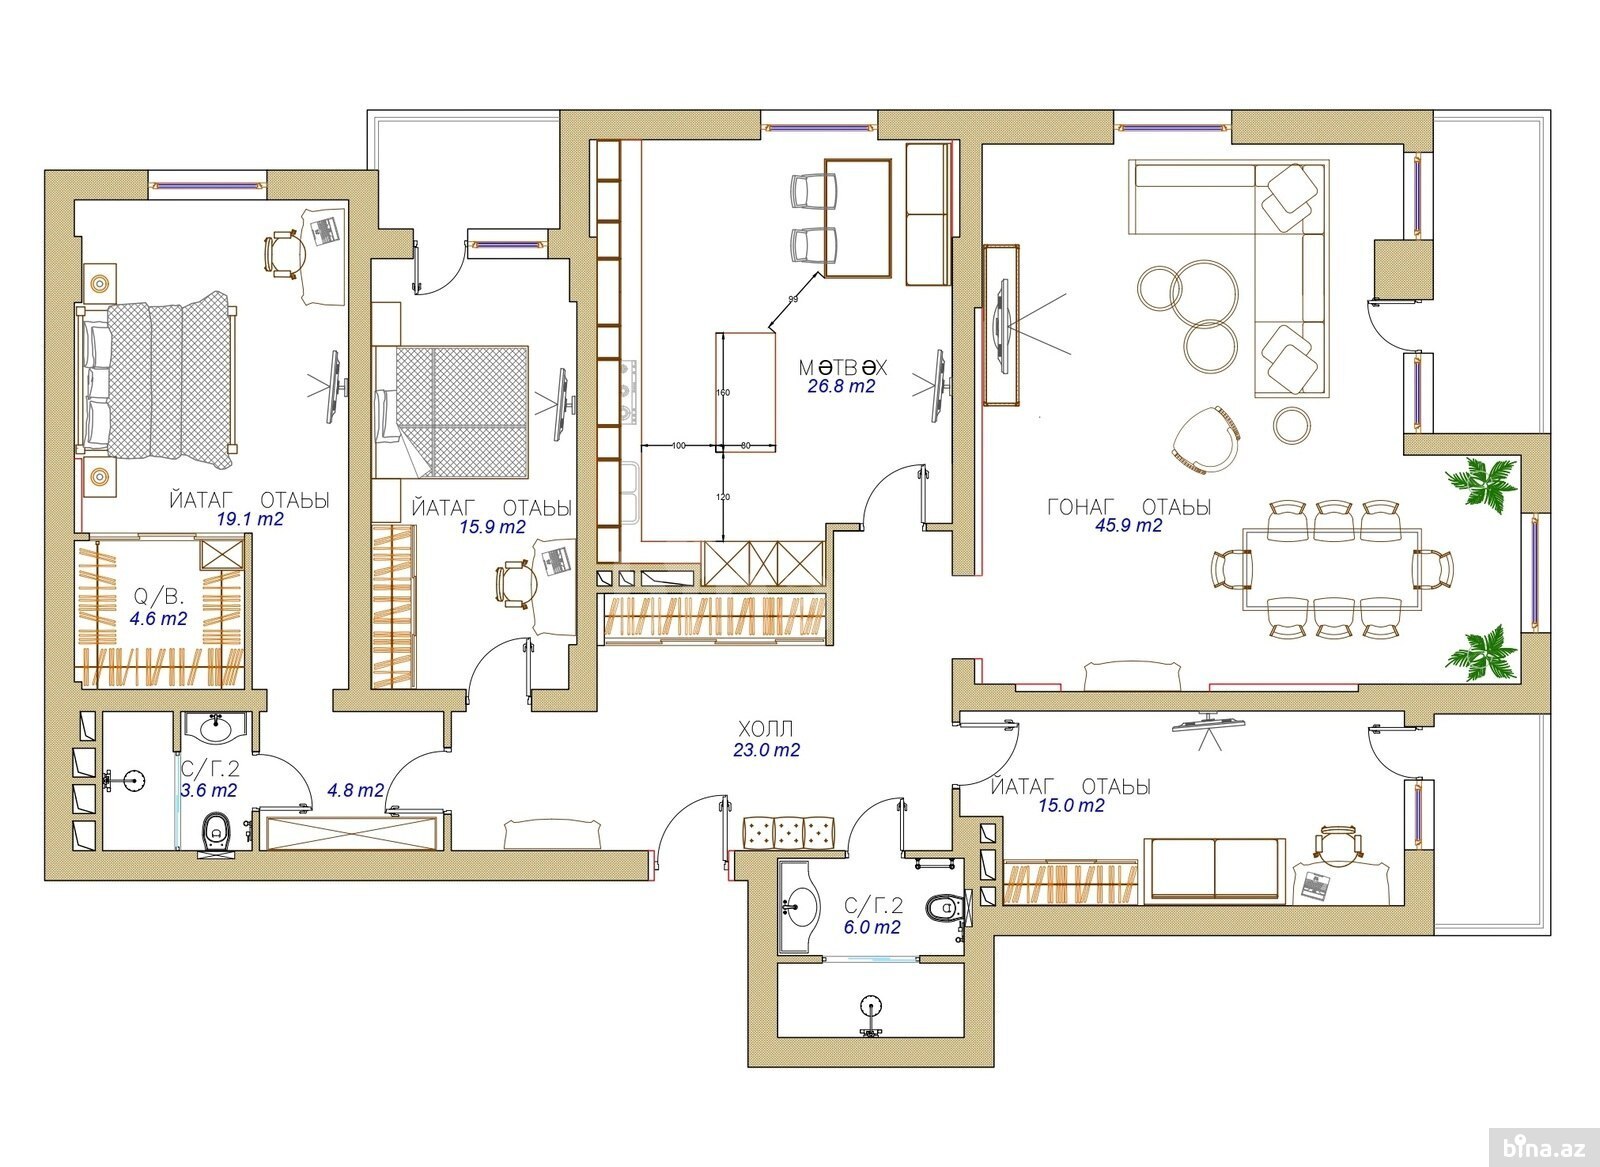 99
МӘТВӘХ
26.8 m2
160
100
80
120
ЙАТАГ ОТАЬЫ
19.1 m2
ЙАТАГ ОТАЬЫ
15.9 m2
ГОНАГ ОТАЬЫ
45.9 m2
Q/B.
4.6 m2
ХОЛЛ
23.0 m2
С/Г.2
3.6 m2
4.8 m2
ЙАТАГ ОТАЬЫ
15.0 m2
С/Г.2
6.0 m2
bina.az